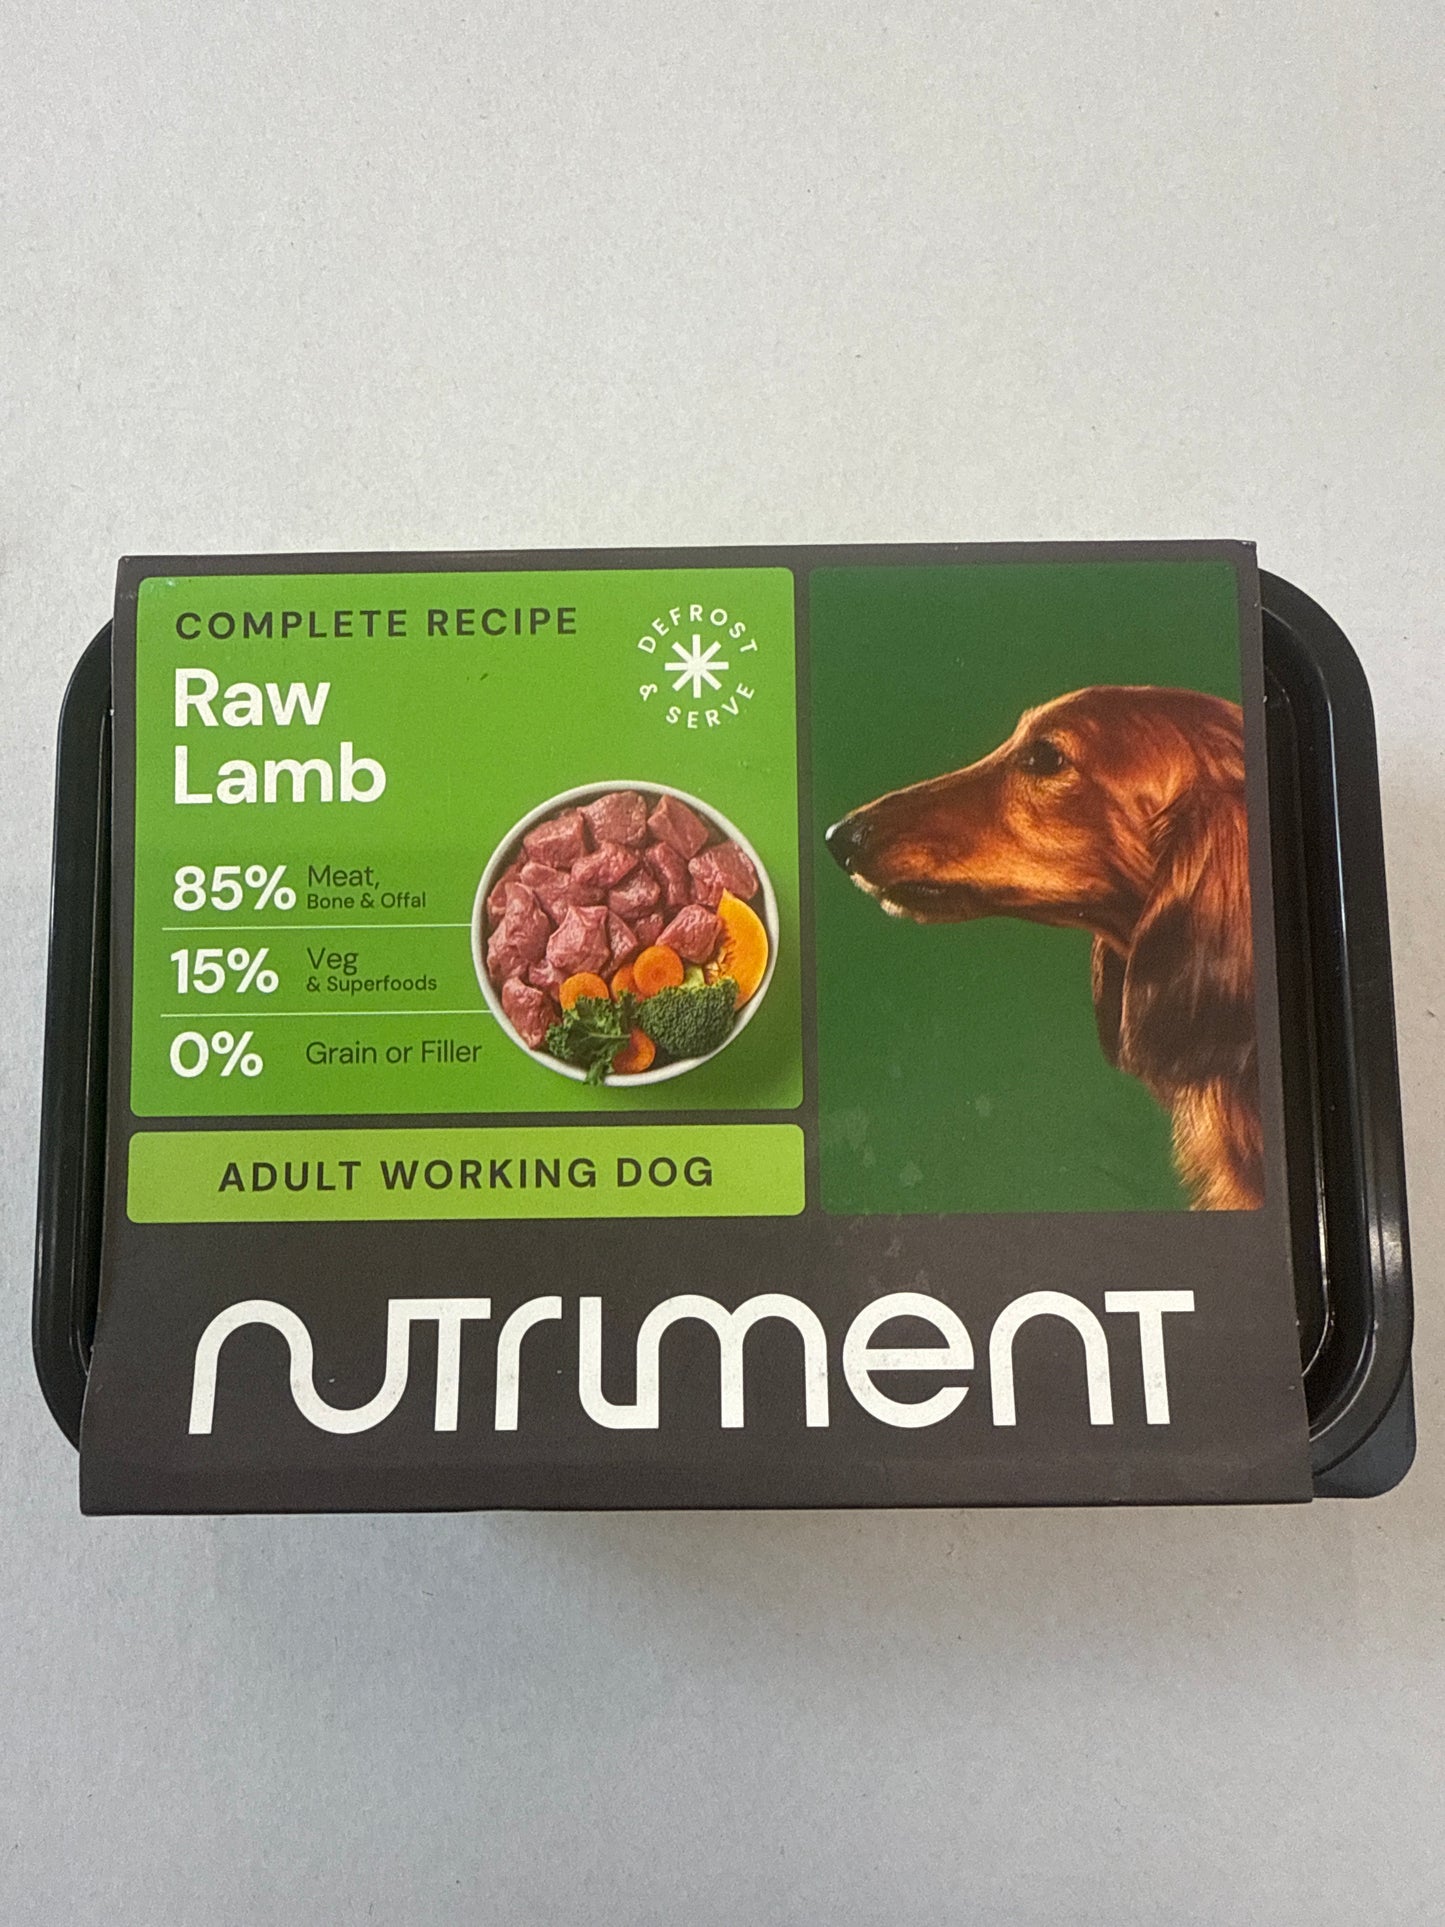 COMPLETE RECIPE
DEFROST
& SERVE
Raw
Lamb
85% Meat,
Bone & Offal
15% Veg
& Superfoods
0% Grain or Filler
ADULT WORKING DOG
nutriment